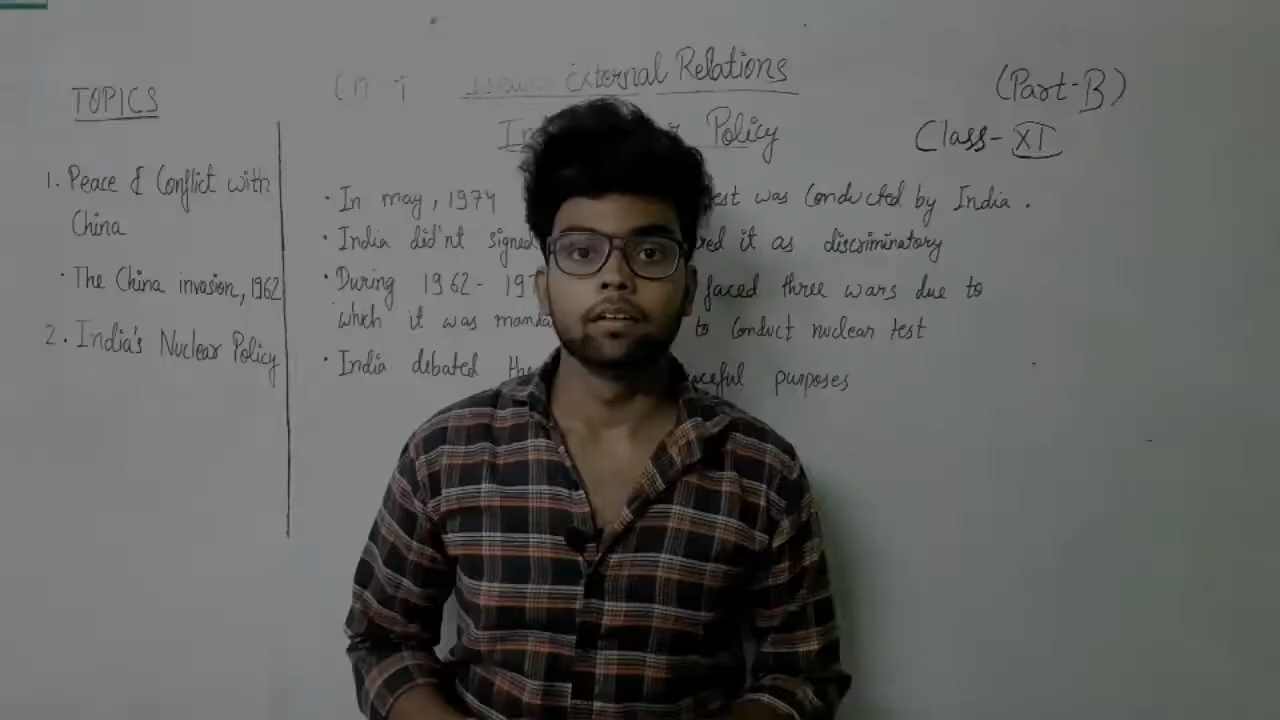 TOPICS
1. Peace & Conflict with
China
· The China invasion, 1962
2. India's Nuclear Policy
External Relations
(Part-B)
Policy
Class-XI
· In may, 1974 was Conducted by India.
· India did'nt signed it as discriminatory
· During 1962- faced three wars due to
which it was to Conduct nuclear test
· India debated purposes